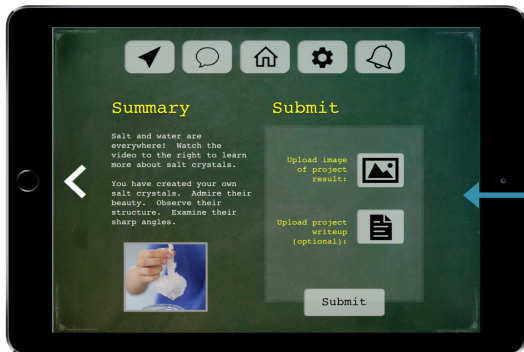 Summary
Salt and water are
everywhere!  Watch the
video to the right to learn
more about salt crystals.
You have created your own
salt crystals.  Admire their
beauty.  Observe their
structure.  Examine their
sharp angles.
Submit
Upload image
of project
result:
Upload project
writeup
(optional):
Submit